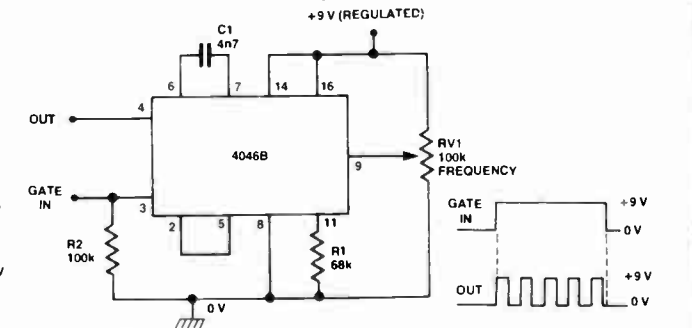 +9 V (REGULATED)
C1
4n7
6
7
14
16
4
OUT
4046B
9
RV1
100k
FREQUENCY
GATE
IN
3
2
5
8
11
R2
100k
R1
68k
0 V
GATE
IN
+9 V
0 V
OUT
+9 V
0 V